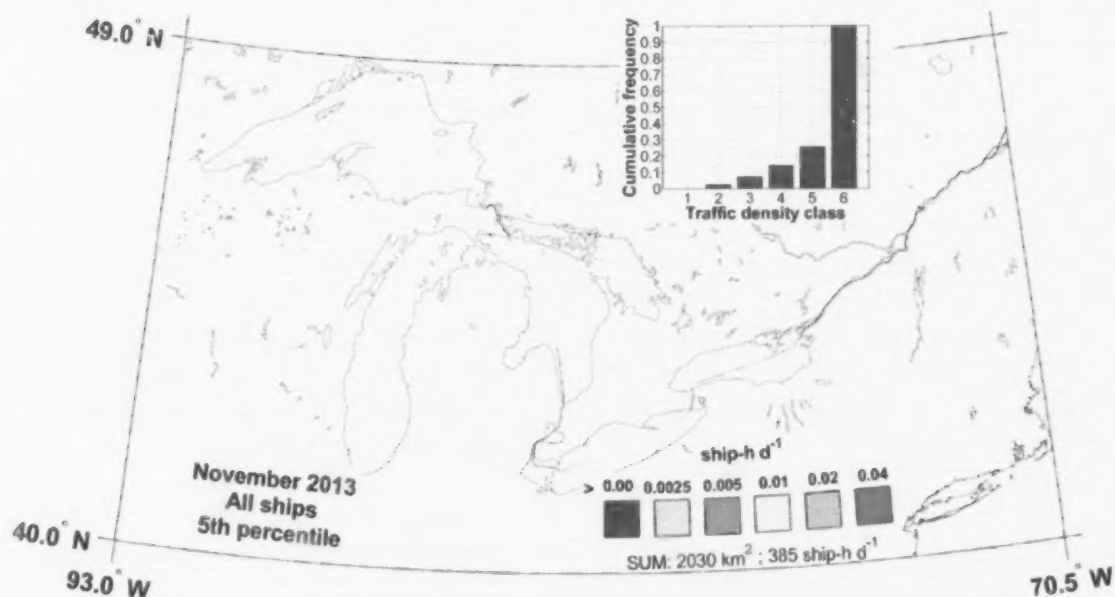 49.0° N
1
0.9
0.8
0.7
0.6
0.5
0.4
0.3
0.2
0.1
0
Cumulative frequency
1 2 3 4 5 6
Traffic density class
November 2013
All ships
5th percentile
ship-h d⁻¹
> 0.00 0.0025 0.005 0.01 0.02 0.04
SUM: 2030 km² ; 385 ship-h d⁻¹
40.0° N
93.0° W
70.5° W